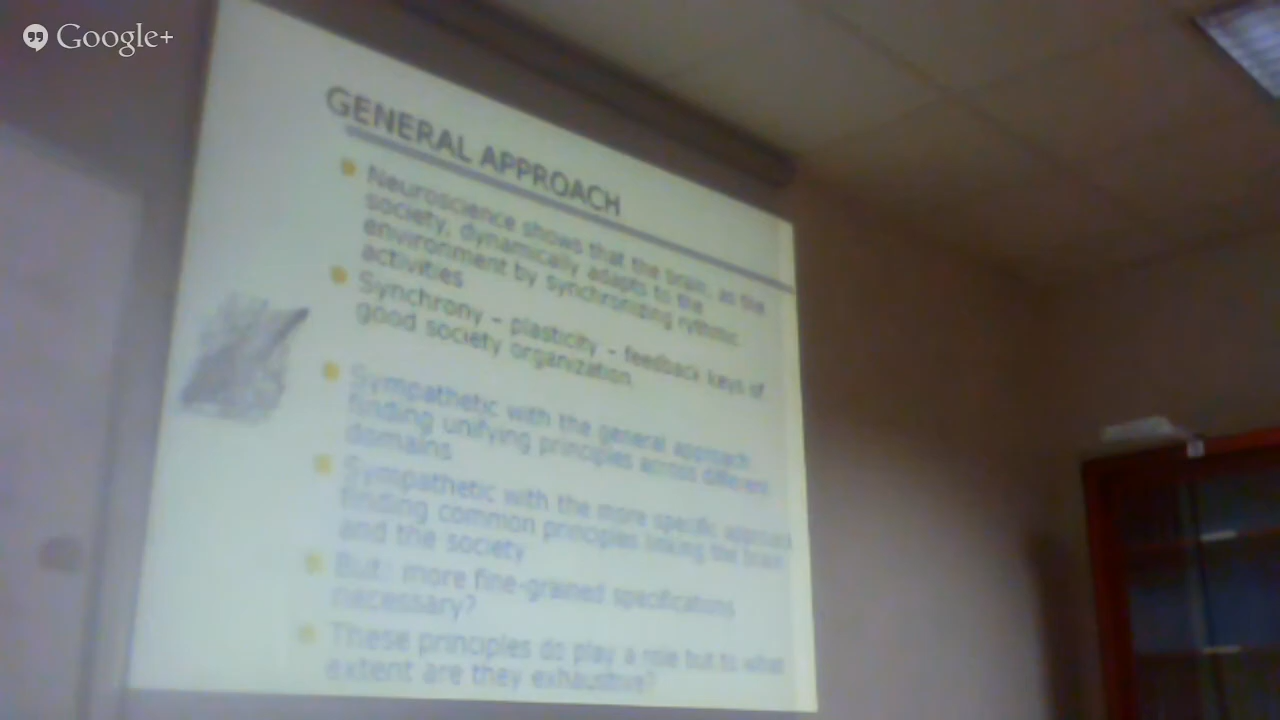 Google+
GENERAL APPROACH
Neuroscience shows that the brain, as the
society, dynamically adapts to the
environment by synchronizing rythmic
activities
Synchrony – plasticity – feedback keys of
good society organization
Sympathetic with the general approach
finding unifying principles across different
domains
Sympathetic with the more specific approach
finding common principles linking the brain
and the society
But: more fine-grained specifications
necessary?
These principles do play a role but to what
extent are they exhaustive?